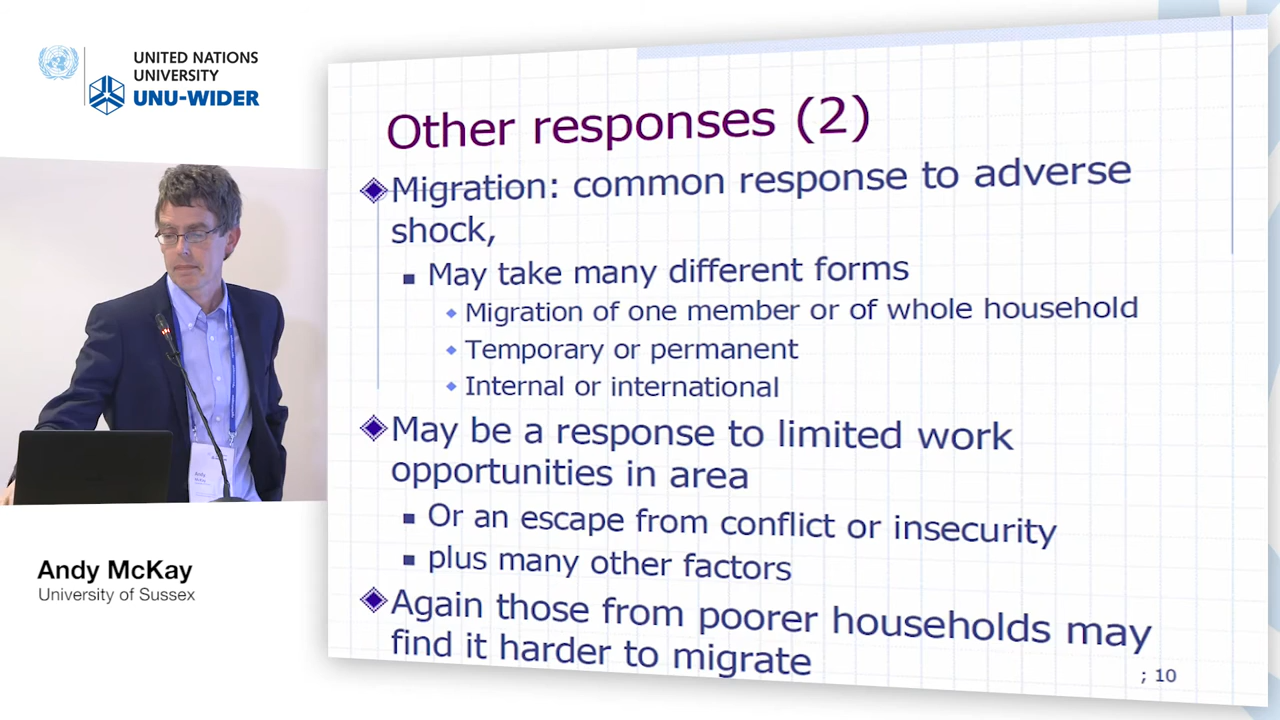 UNITED NATIONS
UNIVERSITY
UNU-WIDER
Other responses (2)
Migration: common response to adverse
shock,
May take many different forms
Migration of one member or of whole household
Temporary or permanent
Internal or international
May be a response to limited work
opportunities in area
Or an escape from conflict or insecurity
plus many other factors
Again those from poorer households may
find it harder to migrate
; 10
Andy
Andy McKay
University of Sussex